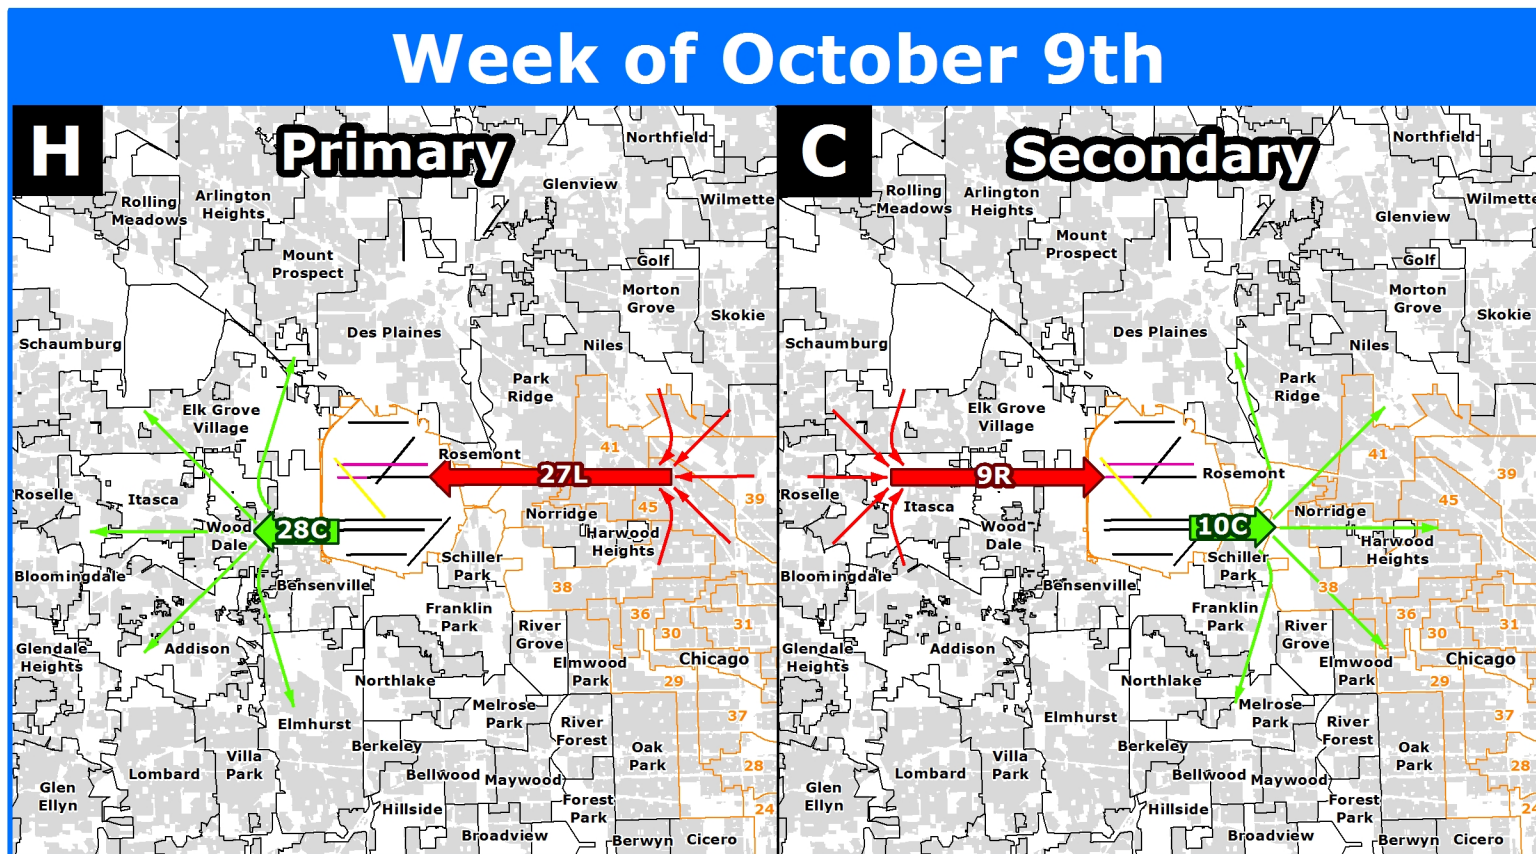 Week of October 9th
H
Primary
Northfield
Glenview
Arlington
Heights
Rolling
Meadows
Wilmette
Mount
Prospect
Golf
Morton
Grove
Skokie
Des Plaines
Schaumburg
Niles
Park
Ridge
Elk Grove
Village
41
Rosemont
27L
Roselle
Itasca
39
45
Norridge
Wood
Dale
28C
Harwood
Heights
Schiller
Park
Bloomingdale
Bensenville
38
Franklin
Park
36
31
30
River
Grove
Glendale
Heights
Addison
Chicago
Elmwood
Park
Northlake
29
Melrose
Park
37
Elmhurst
River
Forest
Berkeley
Oak
Park
Villa
Park
28
Lombard
Bellwood
Maywood
Glen
Ellyn
Hillside
Forest
Park
24
Broadview
Berwyn
Cicero
C
Secondary
Northfield
Rolling
Meadows
Arlington
Heights
Wilmette
Glenview
Mount
Prospect
Golf
Morton
Grove
Skokie
Des Plaines
Schaumburg
Niles
Park
Ridge
Elk Grove
Village
41
9R
Rosemont
39
Roselle
Itasca
45
Norridge
Wood
Dale
10C
Harwood
Heights
Schiller
Park
Bloomingdale
Bensenville
38
Franklin
Park
36
31
30
River
Grove
Glendale
Heights
Addison
Chicago
Elmwood
Park
Northlake
29
Melrose
Park
37
Elmhurst
River
Forest
Berkeley
Oak
Park
Villa
Park
28
Lombard
Bellwood
Maywood
Glen
Ellyn
Hillside
Forest
Park
24
Broadview
Berwyn
Cicero